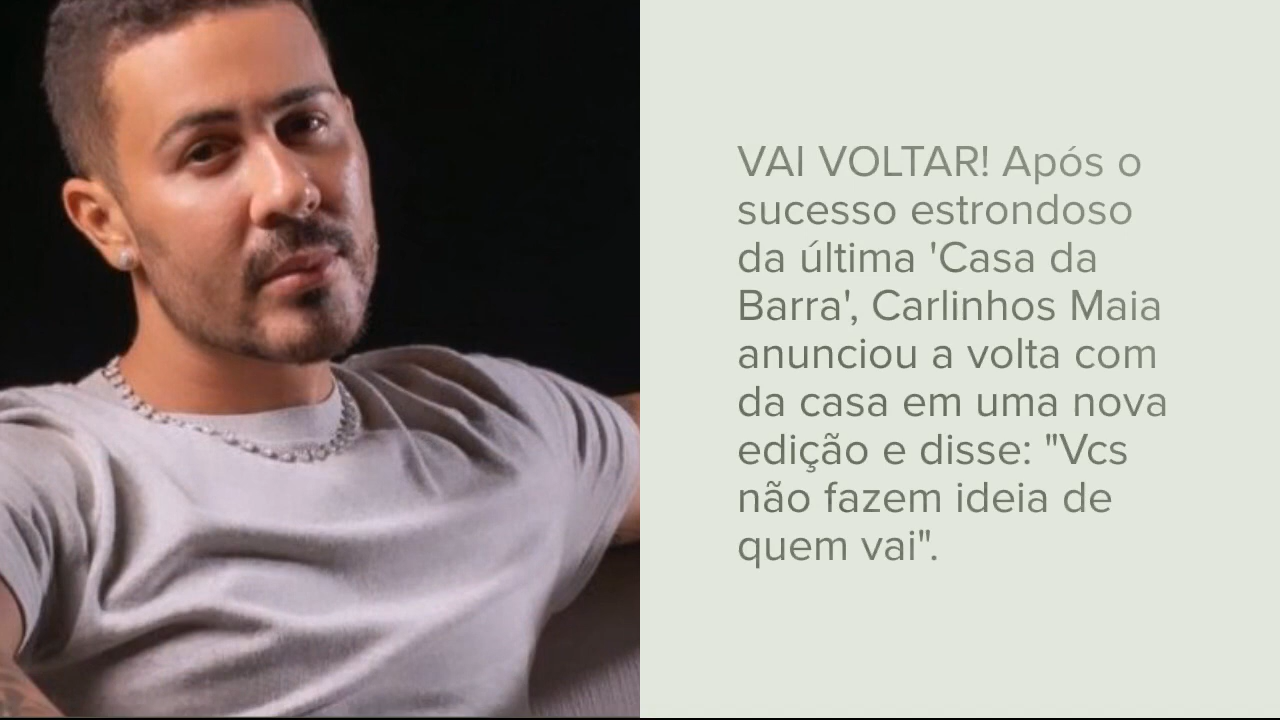 VAI VOLTAR! Após o
sucesso estrondoso
da última 'Casa da
Barra', Carlinhos Maia
anunciou a volta com
da casa em uma nova
edição e disse: "Vcs
não fazem ideia de
quem vai".